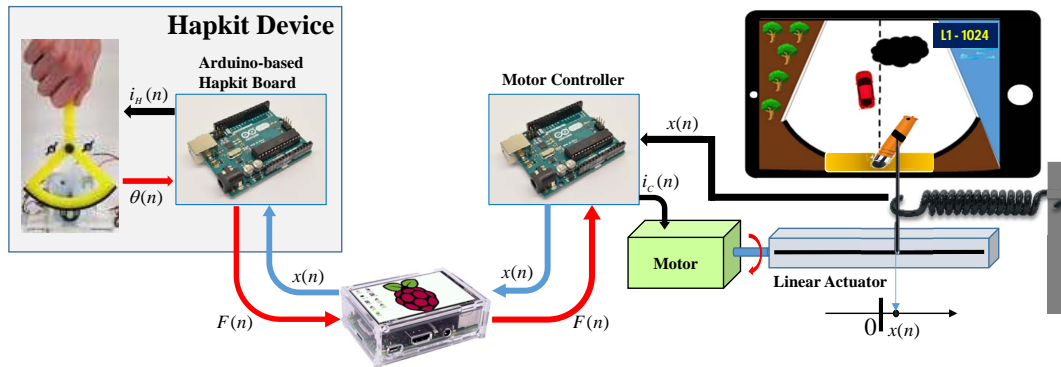 Hapkit Device
Arduino-based
Hapkit Board
i_H(n)
θ(n)
Motor Controller
x(n)
i_C(n)
L1 - 1024
Motor
Linear Actuator
x(n)
x(n)
F(n)
F(n)
0
x(n)